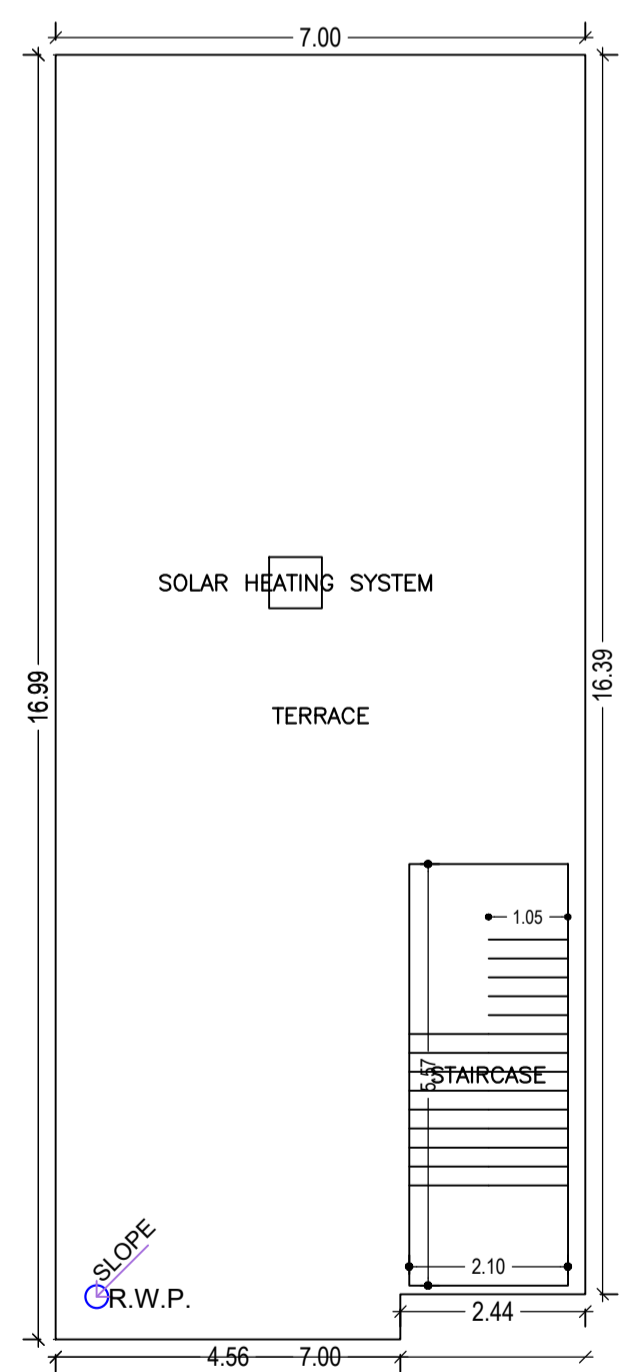 7.00
SOLAR HEATING SYSTEM
16.99
16.39
TERRACE
1.05
5.57
STAIRCASE
SLOPE
R.W.P.
2.10
2.44
4.56
7.00